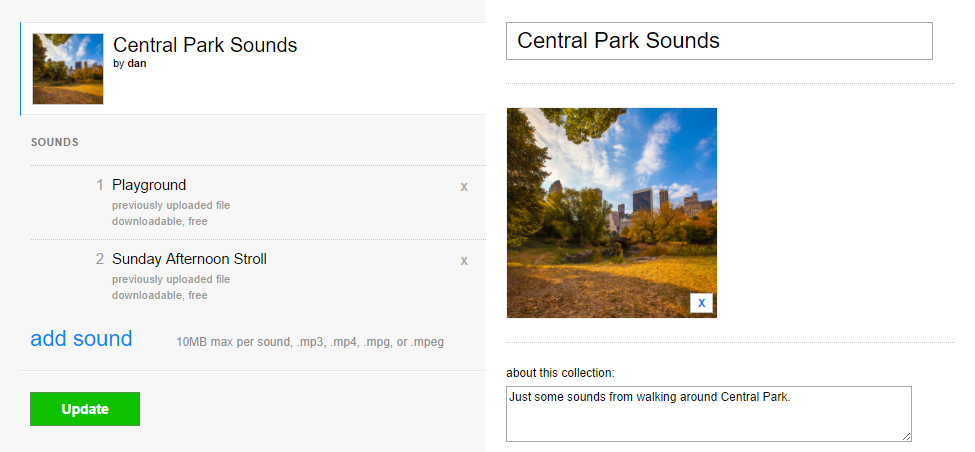 Central Park Sounds
by dan
SOUNDS
1 Playground x
previously uploaded file
downloadable, free
2 Sunday Afternoon Stroll x
previously uploaded file
downloadable, free
add sound 10MB max per sound, .mp3, .mp4, .mpg, or .mpeg
Update
Central Park Sounds
X
about this collection:
Just some sounds from walking around Central Park.